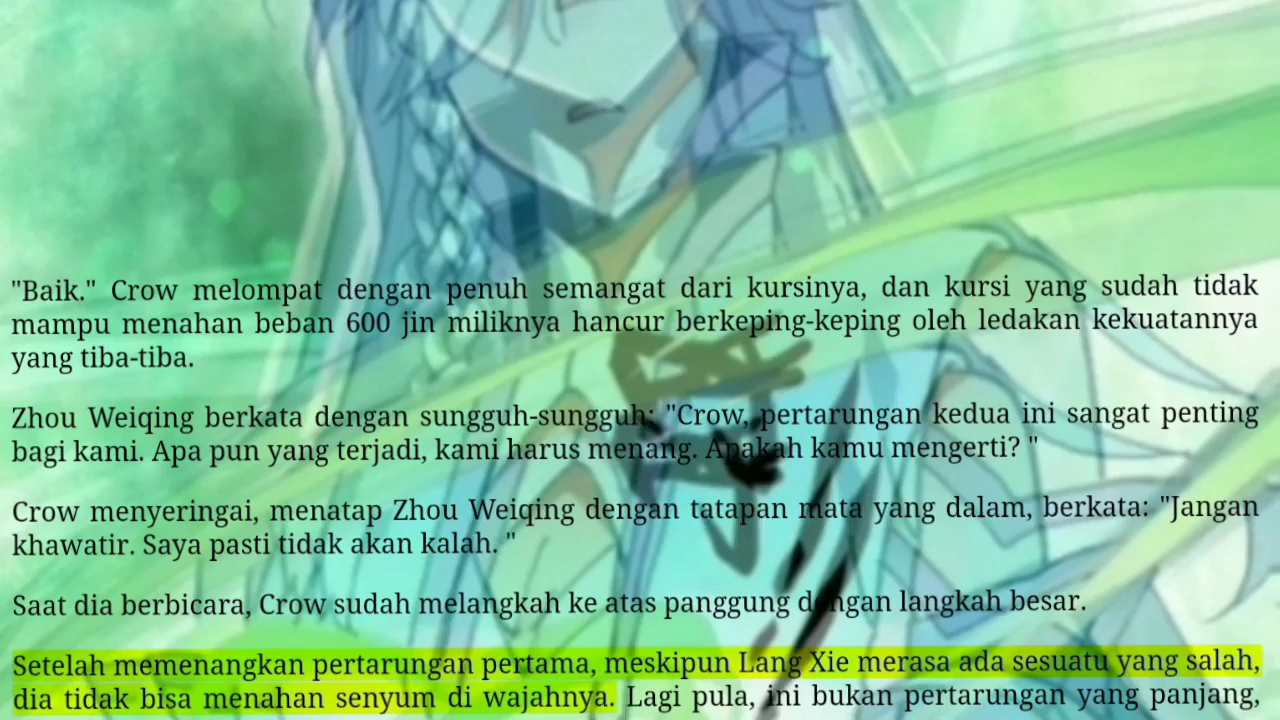 "Baik." Crow melompat dengan penuh semangat dari kursinya, dan kursi yang sudah tidak
mampu menahan beban 600 jin miliknya hancur berkeping-keping oleh ledakan kekuatannya
yang tiba-tiba.
Zhou Weiqing berkata dengan sungguh-sungguh: "Crow, pertarungan kedua ini sangat penting
bagi kami. Apa pun yang terjadi, kami harus menang. Apakah kamu mengerti? "
Crow menyeringai, menatap Zhou Weiqing dengan tatapan mata yang dalam, berkata: "Jangan
khawatir. Saya pasti tidak akan kalah. "
Saat dia berbicara, Crow sudah melangkah ke atas panggung dengan langkah besar.
Setelah memenangkan pertarungan pertama, meskipun Lang Xie merasa ada sesuatu yang salah,
dia tidak bisa menahan senyum di wajahnya. Lagi pula, ini bukan pertarungan yang panjang,